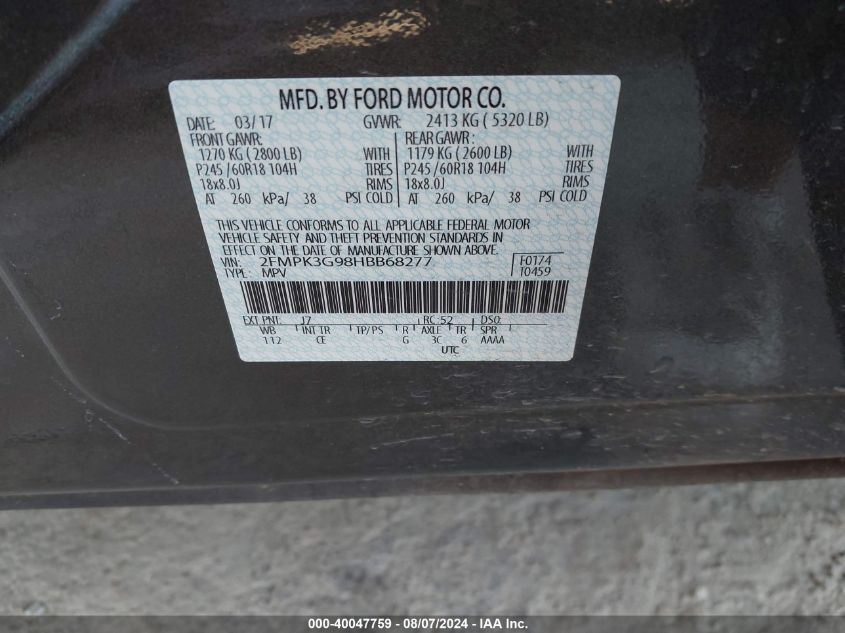 MFD. BY FORD MOTOR CO.
DATE: 03/17 GVWR: 2413 KG ( 5320 LB)
FRONT GAWR: REAR GAWR :
1270 KG ( 2800 LB) WITH 1179 KG ( 2600 LB) WITH
P245 /60R18 104H TIRES P245 /60R18 104H TIRES
18x8.0J RIMS 18x8.0J RIMS
AT 260 kPa/ 38 PSI COLD AT 260 kPa/ 38 PSI COLD
THIS VEHICLE CONFORMS TO ALL APPLICABLE FEDERAL MOTOR
VEHICLE SAFETY AND THEFT PREVENTION STANDARDS IN
EFFECT ON THE DATE OF MANUFACTURE SHOWN ABOVE.
VIN: 2FMPK3G98HBB68277 F0174
TYPE: MPV T0459
EXT PNT: J7 RC: 52 DSO:
WB INT TR TP/PS R AXLE TR SPR
112 CE G 3C 6 AAAA
UTC
000-40047759 - 08/07/2024 - IAA Inc.